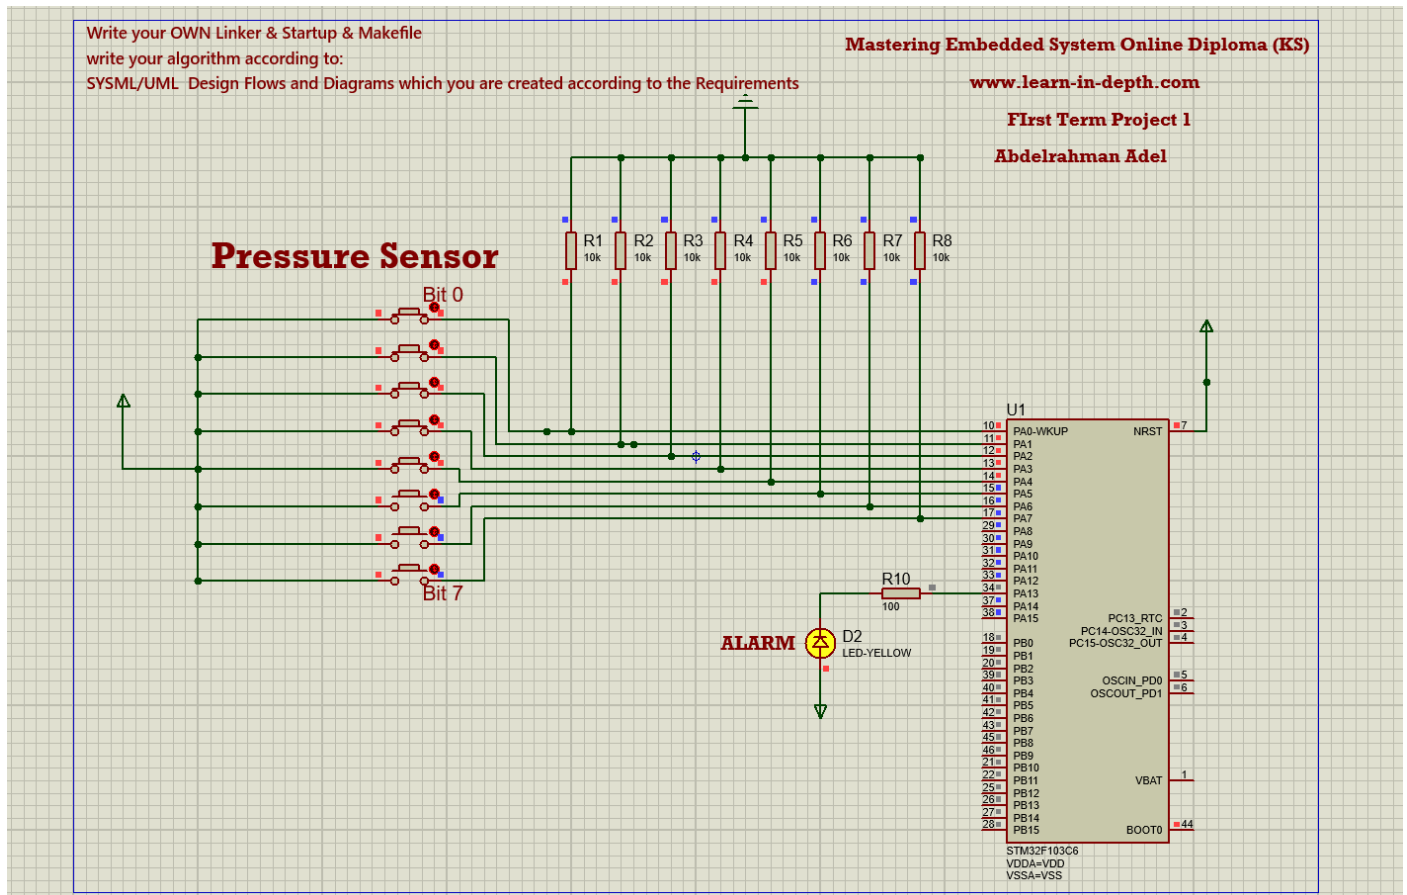 Write your OWN Linker & Startup & Makefile
write your algorithm according to:
SYSML/UML Design Flows and Diagrams which you are created according to the Requirements
Mastering Embedded System Online Diploma (KS)
www.learn-in-depth.com
FIrst Term Project 1
Abdelrahman Adel
Pressure Sensor
Bit 0
Bit 7
R1
10k
R2
10k
R3
10k
R4
10k
R5
10k
R6
10k
R7
10k
R8
10k
R10
100
ALARM
D2
LED-YELLOW
U1
10 PA0-WKUP
11 PA1
12 PA2
13 PA3
14 PA4
15 PA5
16 PA6
17 PA7
29 PA8
30 PA9
31 PA10
32 PA11
33 PA12
34 PA13
37 PA14
38 PA15
18 PB0
19 PB1
20 PB2
39 PB3
40 PB4
41 PB5
42 PB6
43 PB7
45 PB8
46 PB9
21 PB10
22 PB11
25 PB12
26 PB13
27 PB14
28 PB15
NRST 7
PC13_RTC 2
PC14-OSC32_IN 3
PC15-OSC32_OUT 4
OSCIN_PD0 5
OSCOUT_PD1 6
VBAT 1
BOOT0 44
STM32F103C6
VDDA=VDD
VSSA=VSS